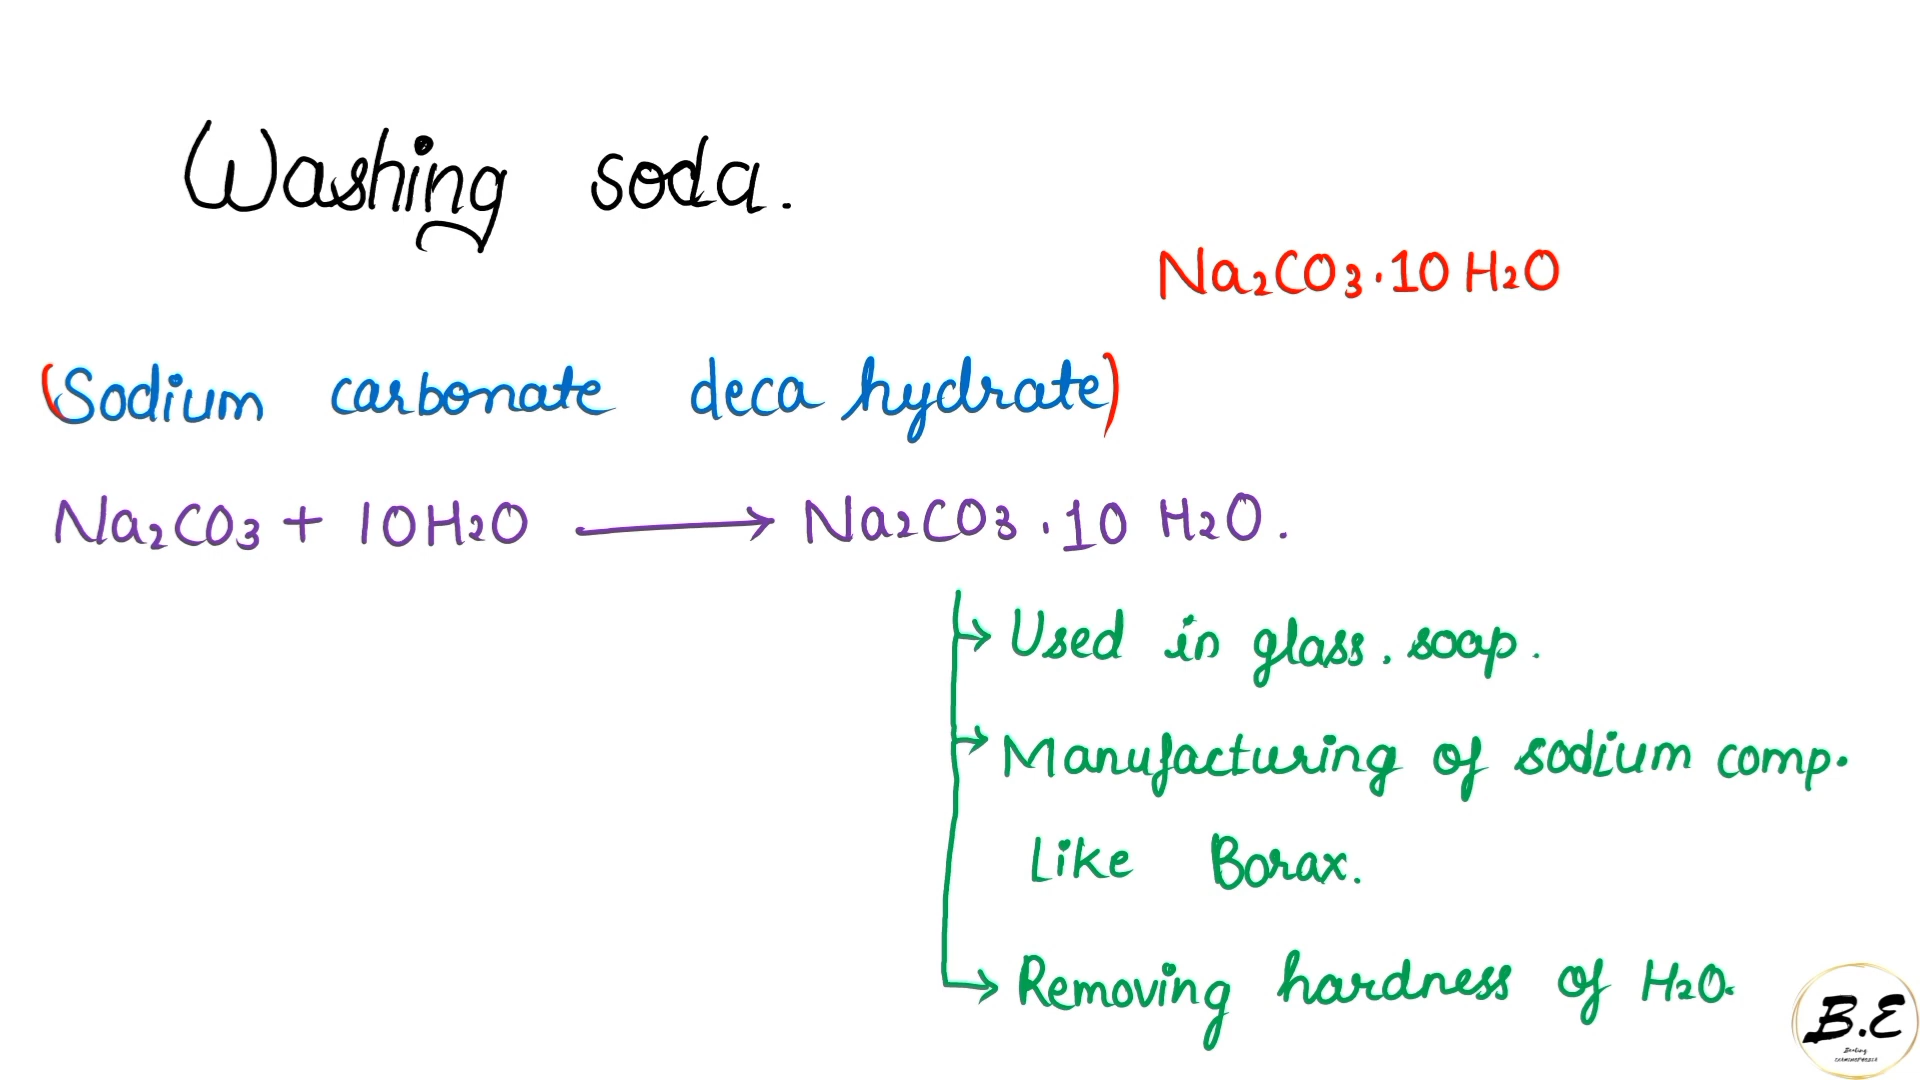 Washing soda.
Na₂CO₃·10 H₂O
(Sodium carbonate deca hydrate)
Na₂CO₃ + 10H₂O ⟶ Na₂CO₃·10 H₂O.
→ Used in glass, soap.
→ Manufacturing of sodium comp.
Like Borax.
→ Removing hardness of H₂O.
B.E